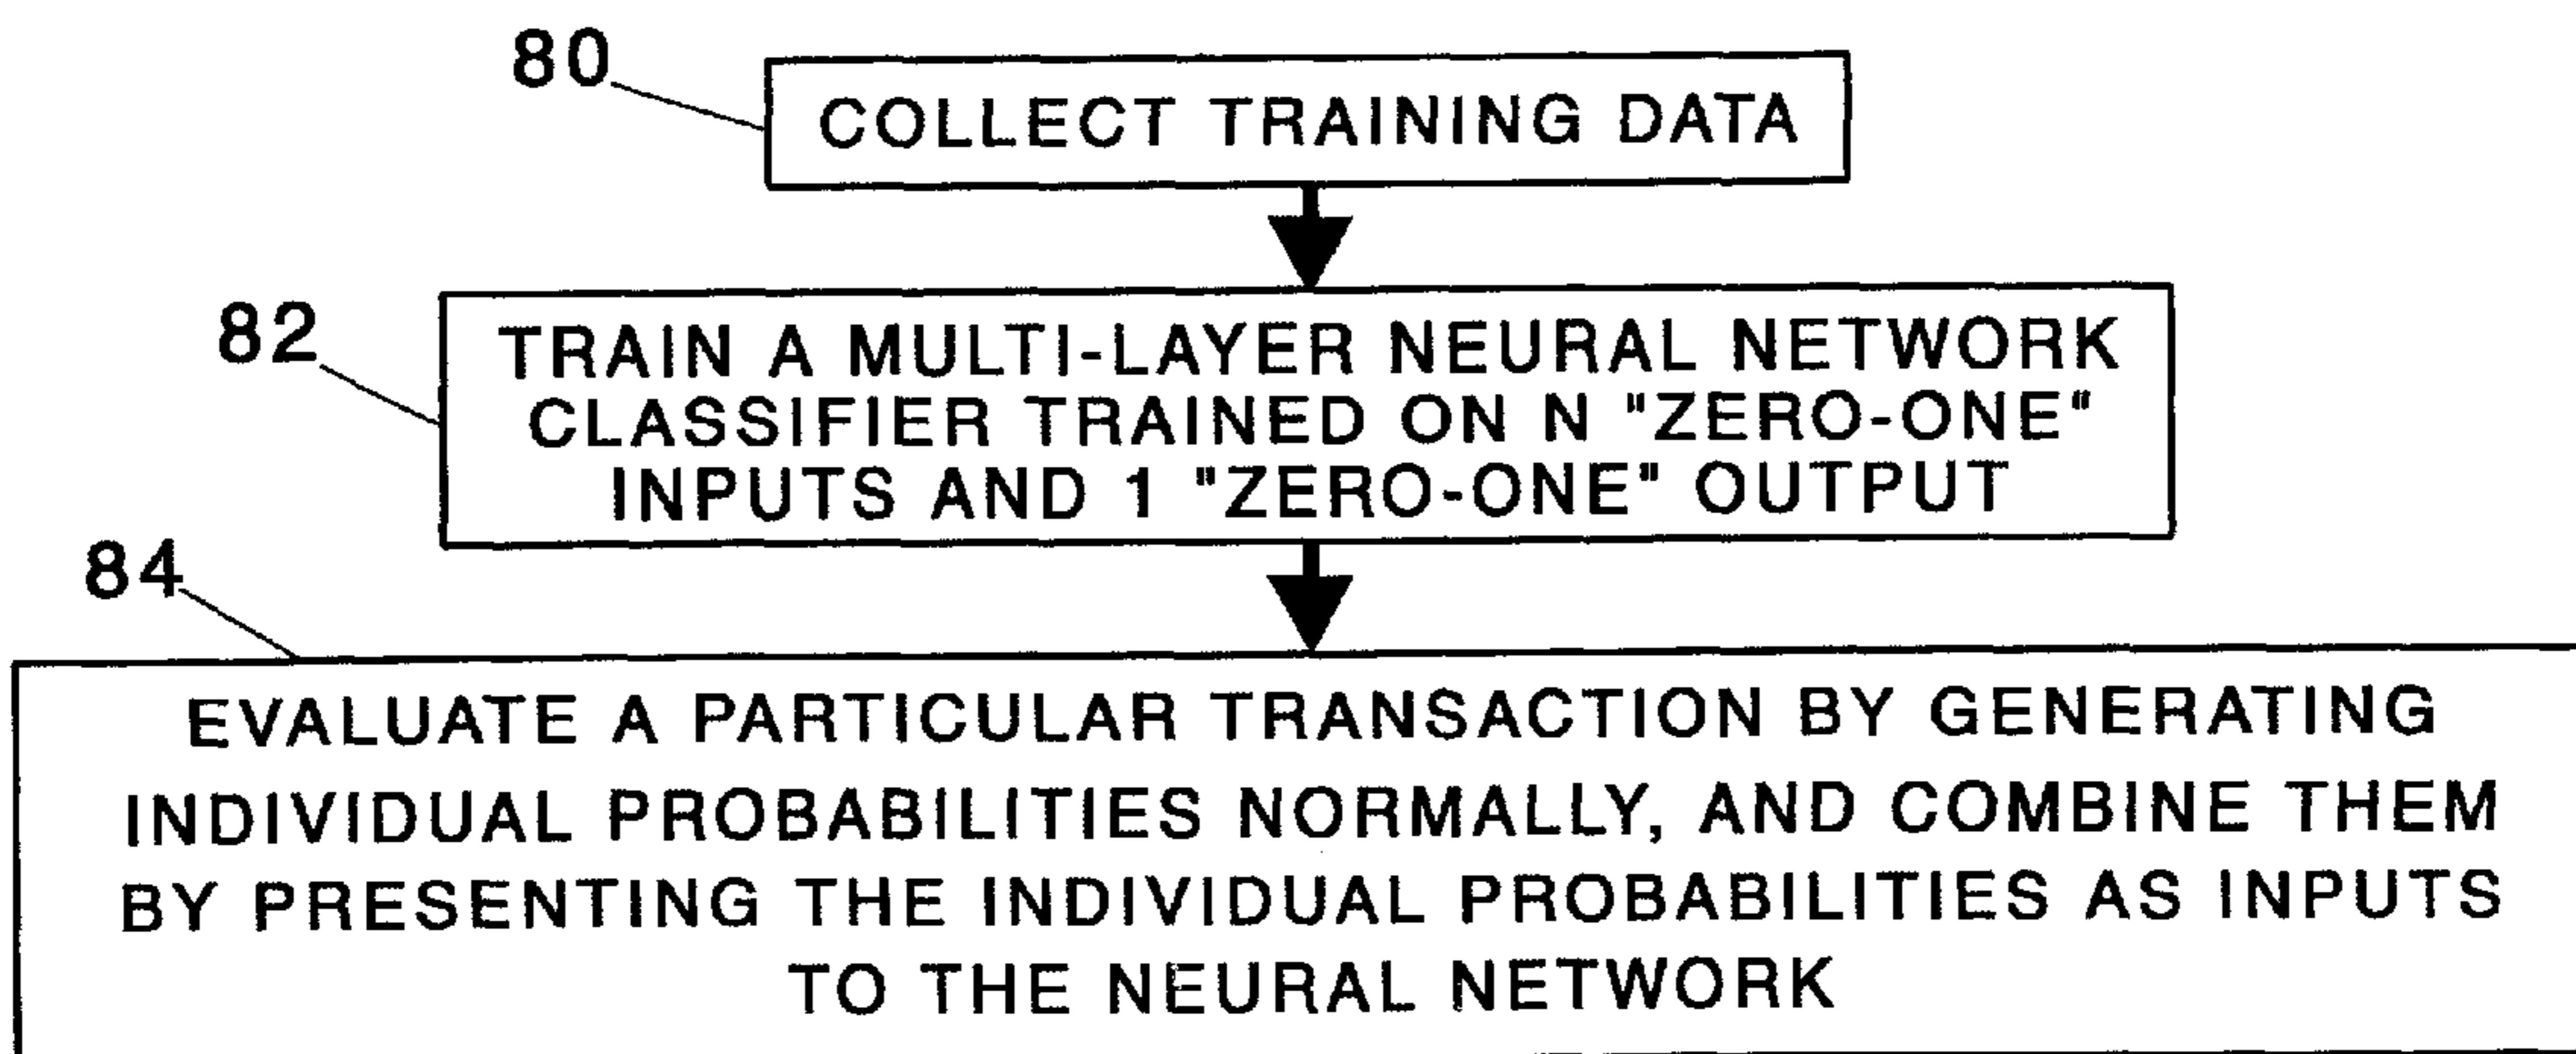 80
COLLECT TRAINING DATA
82
TRAIN A MULTI-LAYER NEURAL NETWORK
CLASSIFIER TRAINED ON N "ZERO-ONE"
INPUTS AND 1 "ZERO-ONE" OUTPUT
84
EVALUATE A PARTICULAR TRANSACTION BY GENERATING
INDIVIDUAL PROBABILITIES NORMALLY, AND COMBINE THEM
BY PRESENTING THE INDIVIDUAL PROBABILITIES AS INPUTS
TO THE NEURAL NETWORK